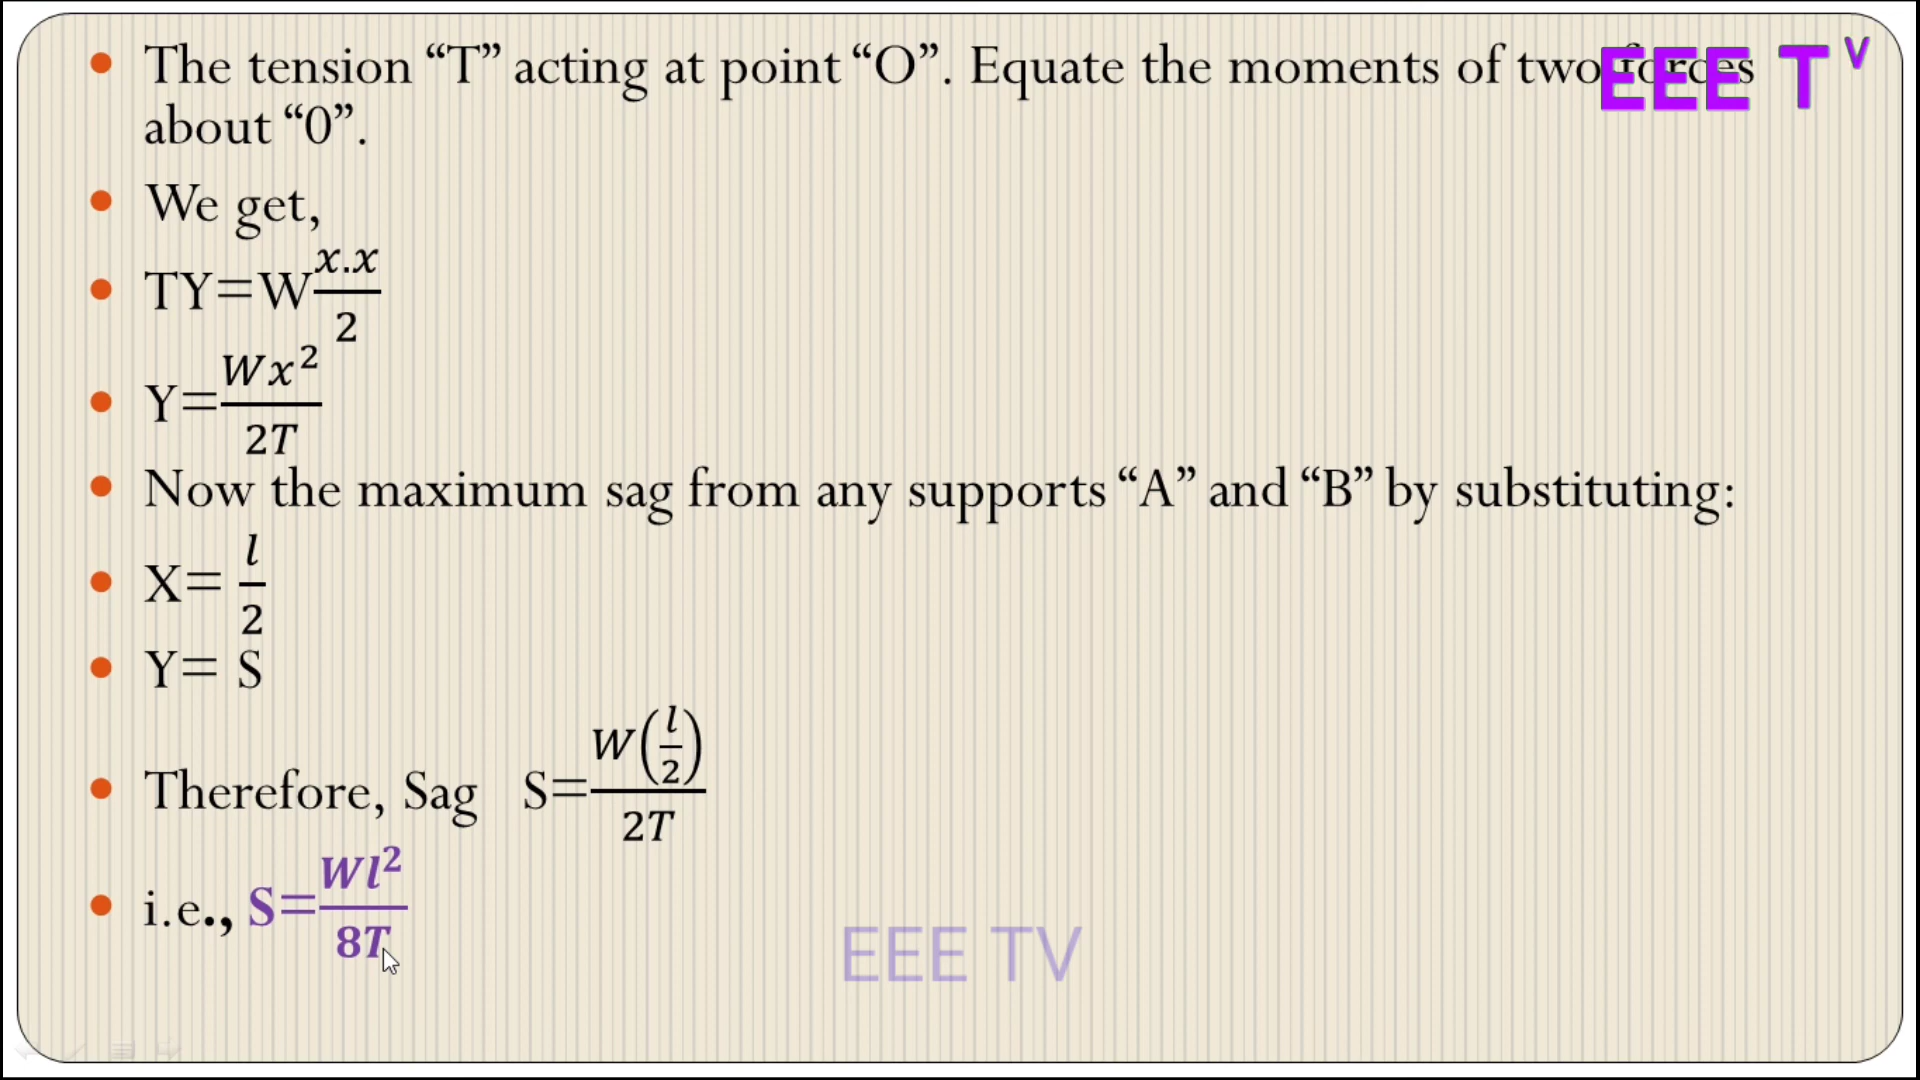 The tension “T” acting at point “O”. Equate the moments of two forces
EEE TV
about “0”.
We get,
TY=W x.x/2
Y= Wx²/2T
Now the maximum sag from any supports “A” and “B” by substituting:
X= l/2
Y= S
Therefore, Sag S= W(l/2)/2T
i.e., S= Wl²/8T
EEE TV